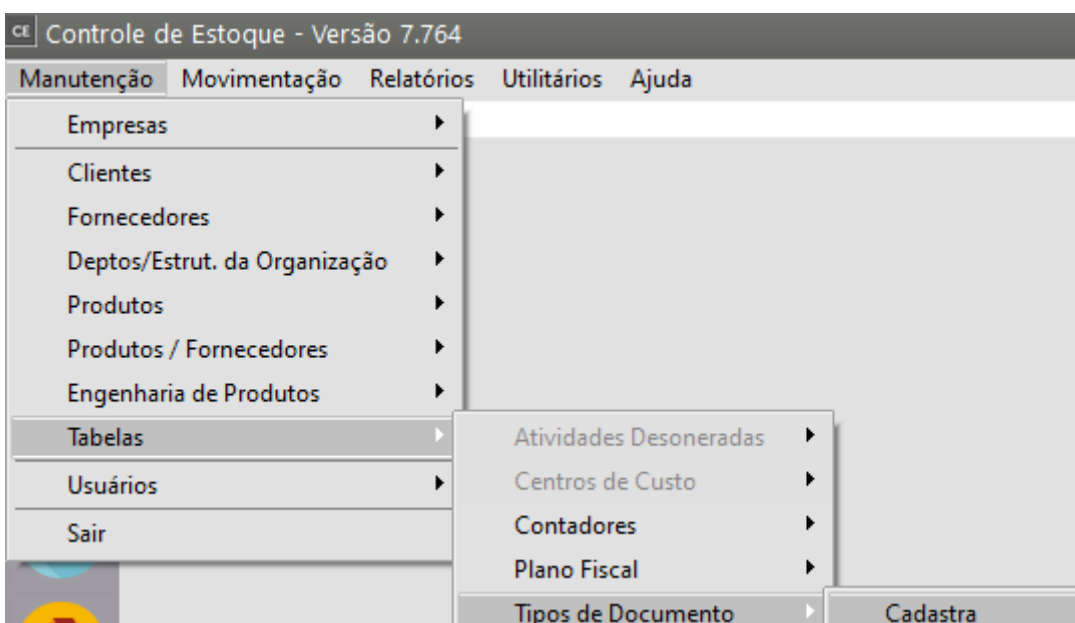 CE Controle de Estoque - Versão 7.764
Manutenção Movimentação Relatórios Utilitários Ajuda
Empresas
Clientes
Fornecedores
Deptos/Estrut. da Organização
Produtos
Produtos / Fornecedores
Engenharia de Produtos
Tabelas
Usuários
Sair
Atividades Desoneradas
Centros de Custo
Contadores
Plano Fiscal
Tipos de Documento
Cadastra